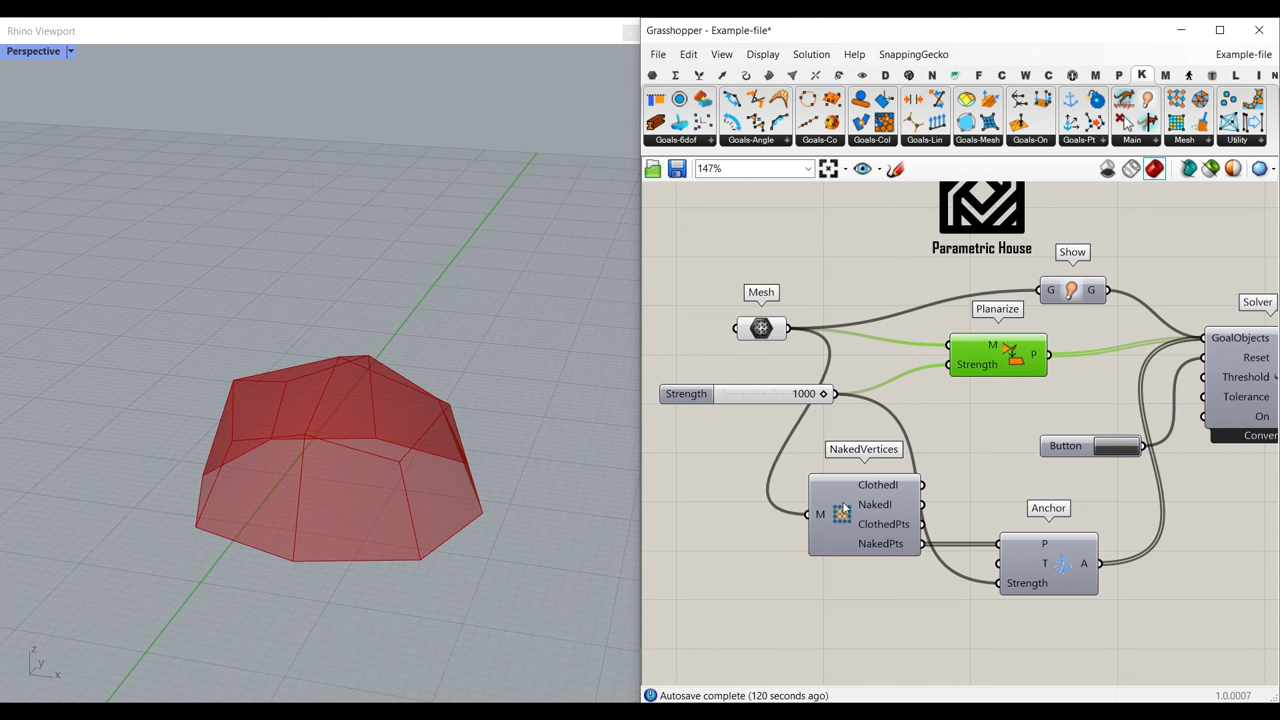 Rhino Viewport
Perspective
z
y
x
Grasshopper - Example-file*
File Edit View Display Solution Help SnappingGecko Example-file
Σ D N F C W C M P K M L I N
Goals-6dof Goals-Angle Goals-Co Goals-Col Goals-Lin Goals-Mesh Goals-On Goals-Pt Main Mesh Utility
147%
Parametric House
Show
G G
Mesh
Planarize
M P
Strength
Strength 1000
Solver
GoalObjects
Reset
Threshold
Tolerance
On
Conver
Button
NakedVertices
M
ClothedI
NakedI
ClothedPts
NakedPts
Anchor
P
T A
Strength
Autosave complete (120 seconds ago)
1.0.0007